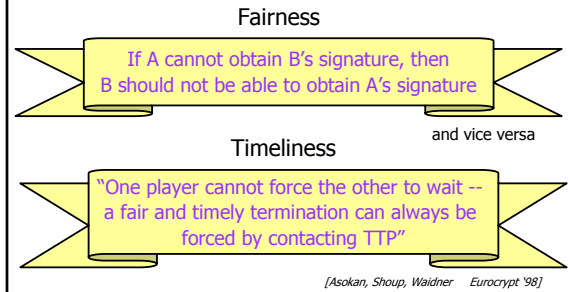 Fairness
If A cannot obtain B's signature, then
B should not be able to obtain A's signature
and vice versa
Timeliness
“One player cannot force the other to wait --
a fair and timely termination can always be
forced by contacting TTP”
[Asokan, Shoup, Waidner Eurocrypt '98]